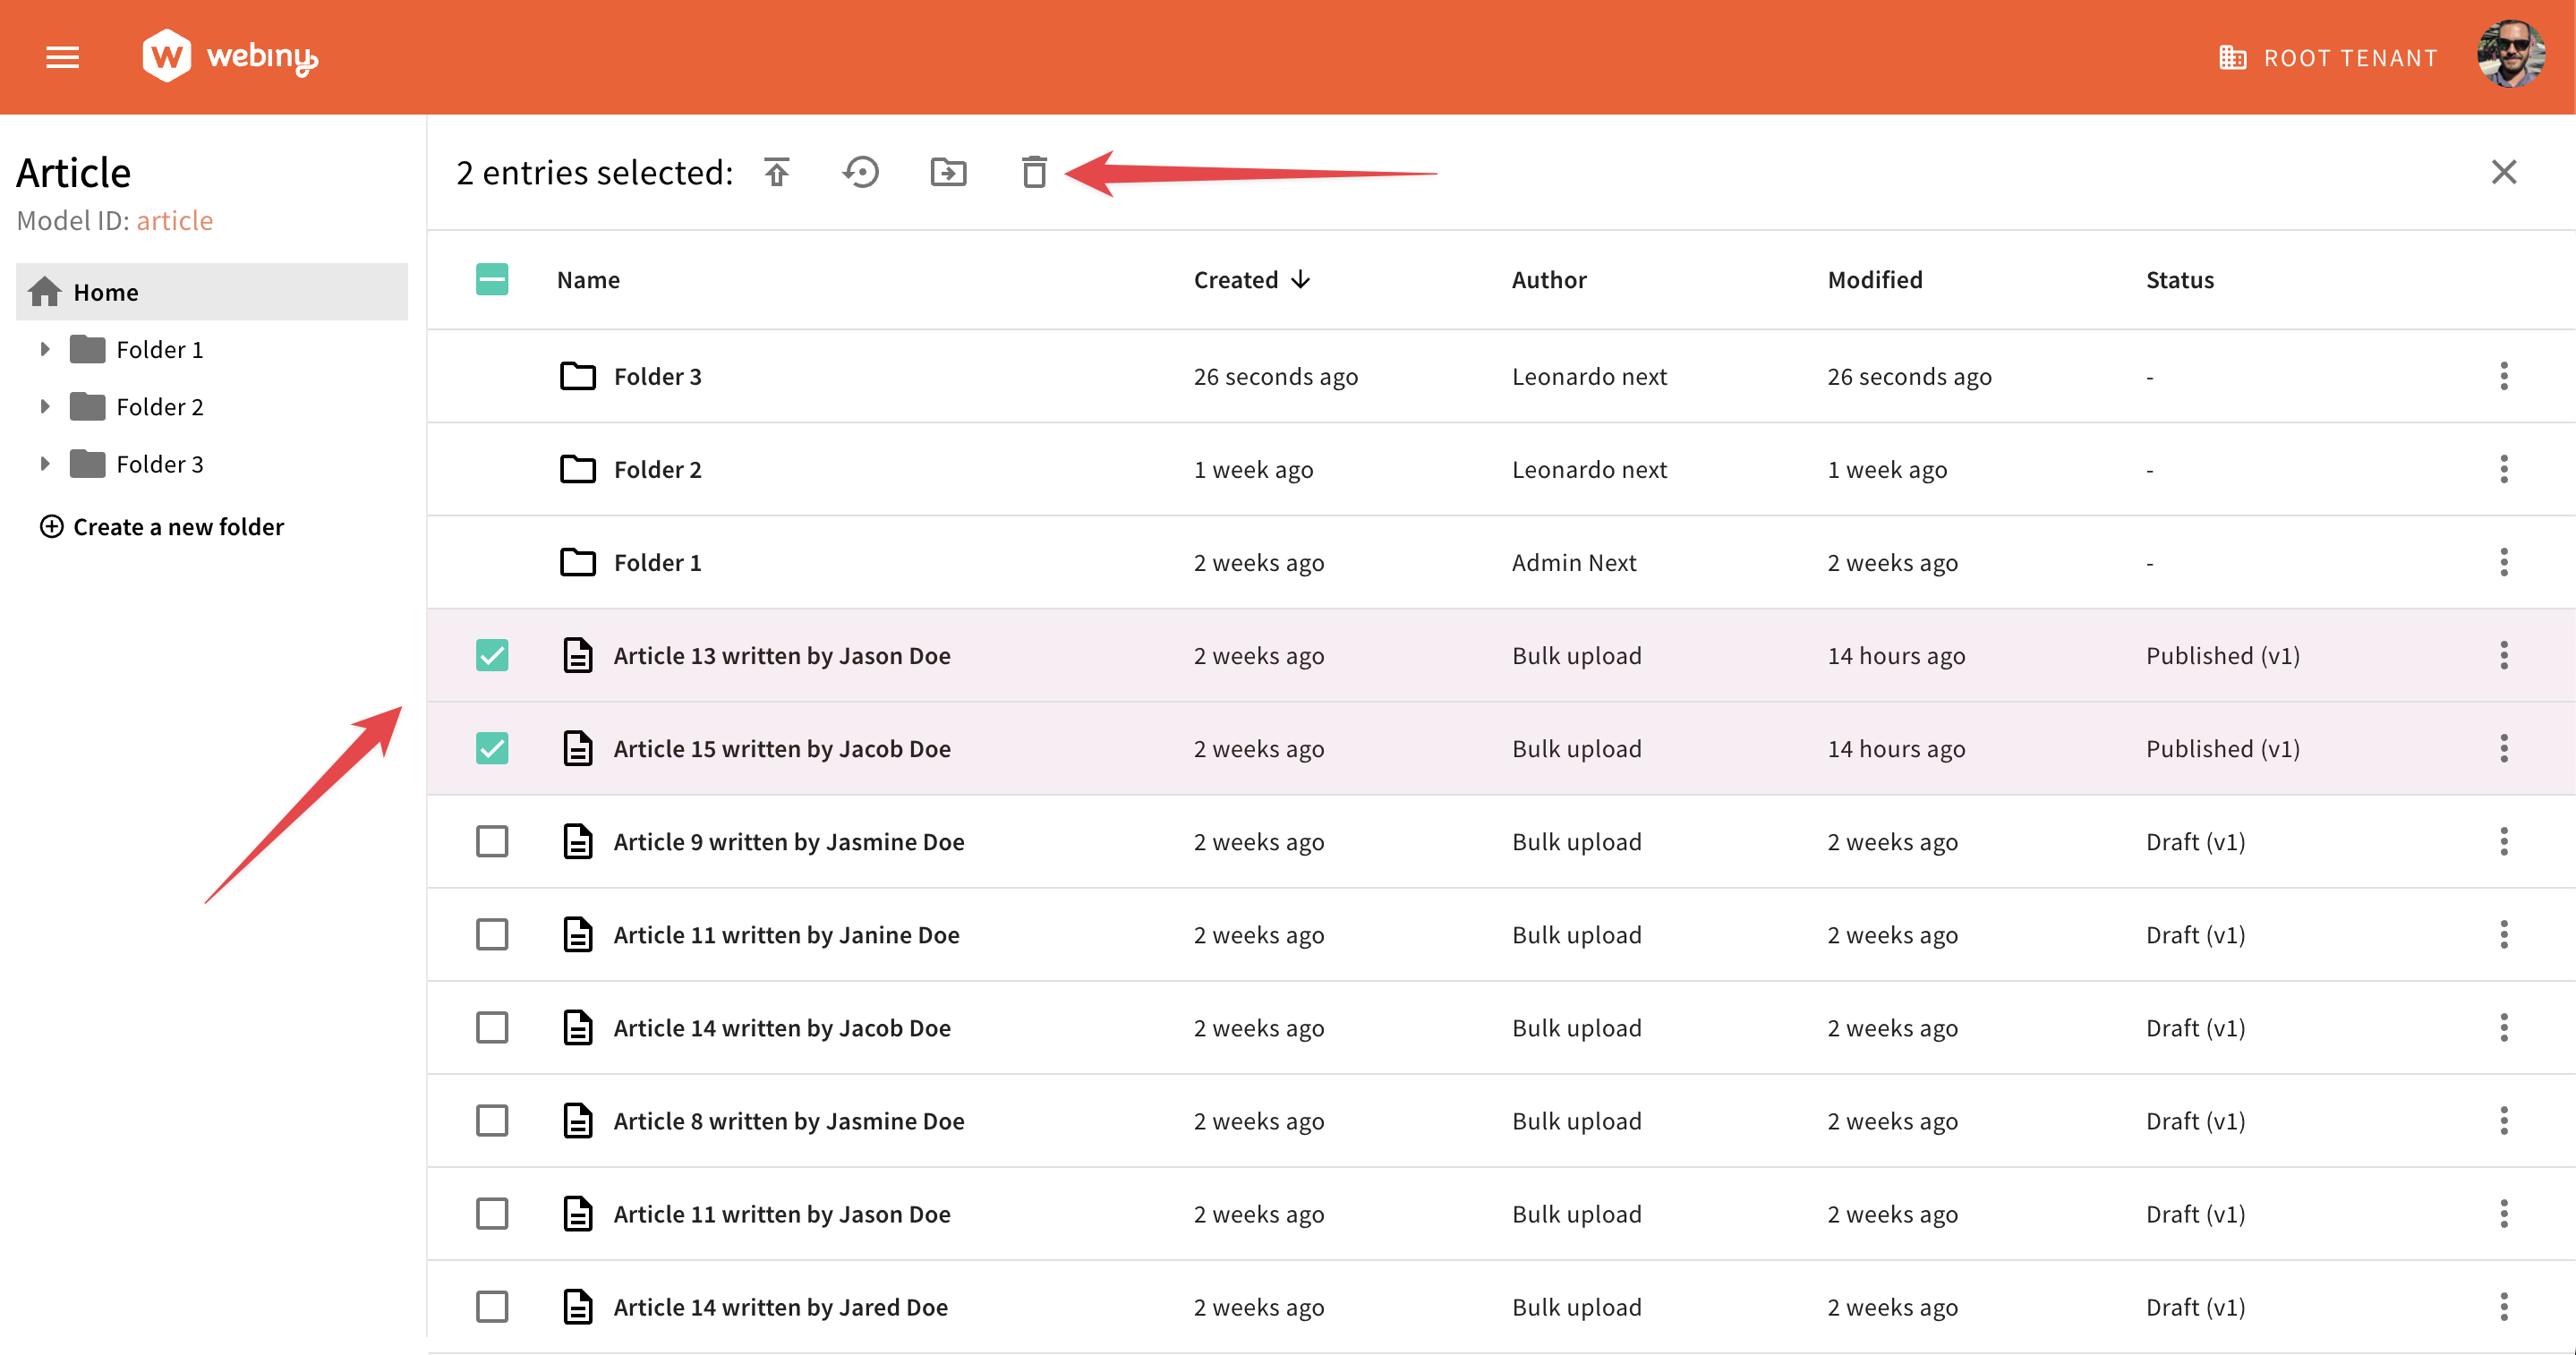 webiny
ROOT TENANT
Article
Model ID: article
Home
Folder 1
Folder 2
Folder 3
Create a new folder
2 entries selected:
Name Created Author Modified Status
Folder 3 26 seconds ago Leonardo next 26 seconds ago -
Folder 2 1 week ago Leonardo next 1 week ago -
Folder 1 2 weeks ago Admin Next 2 weeks ago -
Article 13 written by Jason Doe 2 weeks ago Bulk upload 14 hours ago Published (v1)
Article 15 written by Jacob Doe 2 weeks ago Bulk upload 14 hours ago Published (v1)
Article 9 written by Jasmine Doe 2 weeks ago Bulk upload 2 weeks ago Draft (v1)
Article 11 written by Janine Doe 2 weeks ago Bulk upload 2 weeks ago Draft (v1)
Article 14 written by Jacob Doe 2 weeks ago Bulk upload 2 weeks ago Draft (v1)
Article 8 written by Jasmine Doe 2 weeks ago Bulk upload 2 weeks ago Draft (v1)
Article 11 written by Jason Doe 2 weeks ago Bulk upload 2 weeks ago Draft (v1)
Article 14 written by Jared Doe 2 weeks ago Bulk upload 2 weeks ago Draft (v1)